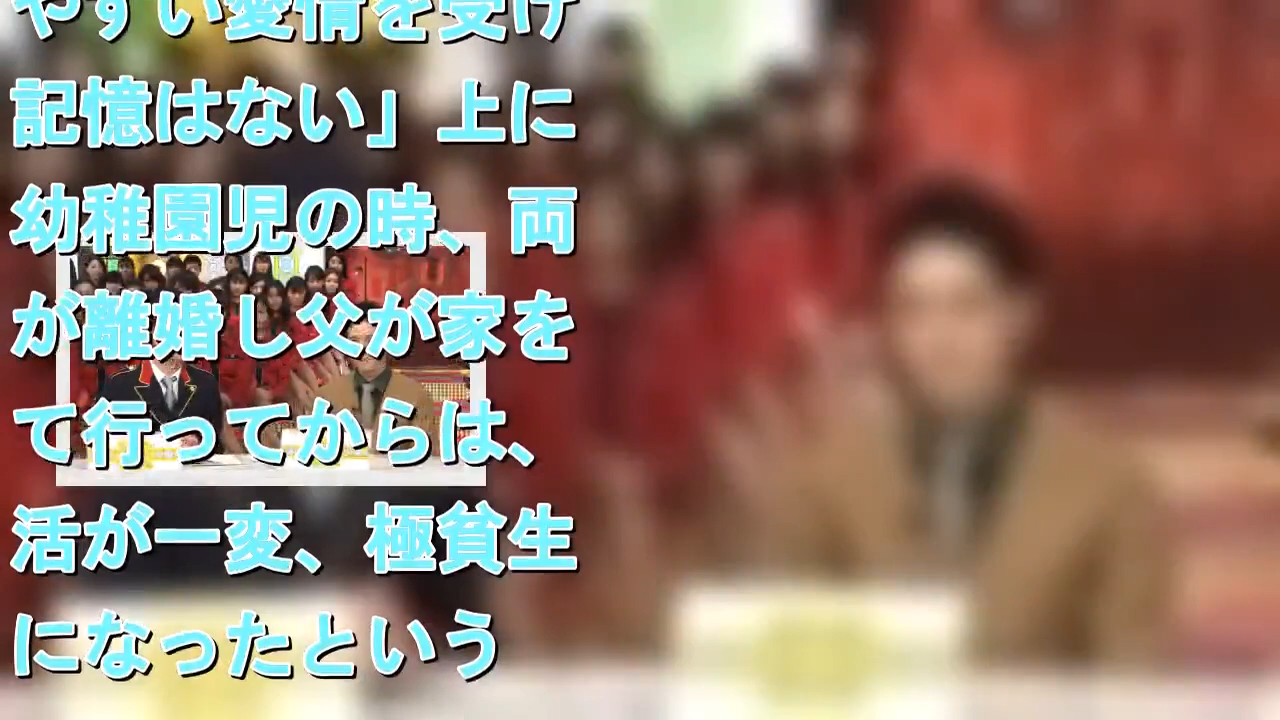 やすい愛情を受け
記憶はない」上に
幼稚園児の時、両
が離婚し父が家を
て行ってからは、
活が一変、極貧生
になったという